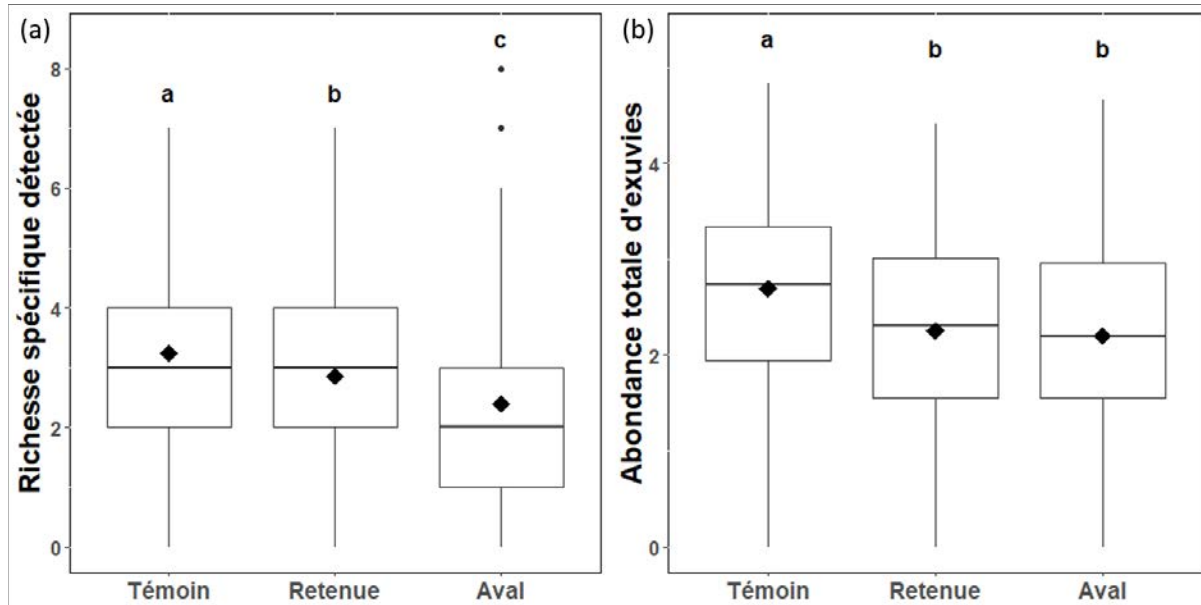 (a)
Richesse spécifique détectée
8
6
4
2
0
a
b
c
Témoin
Retenue
Aval
(b)
Abondance totale d'exuvies
4
2
0
a
b
b
Témoin
Retenue
Aval